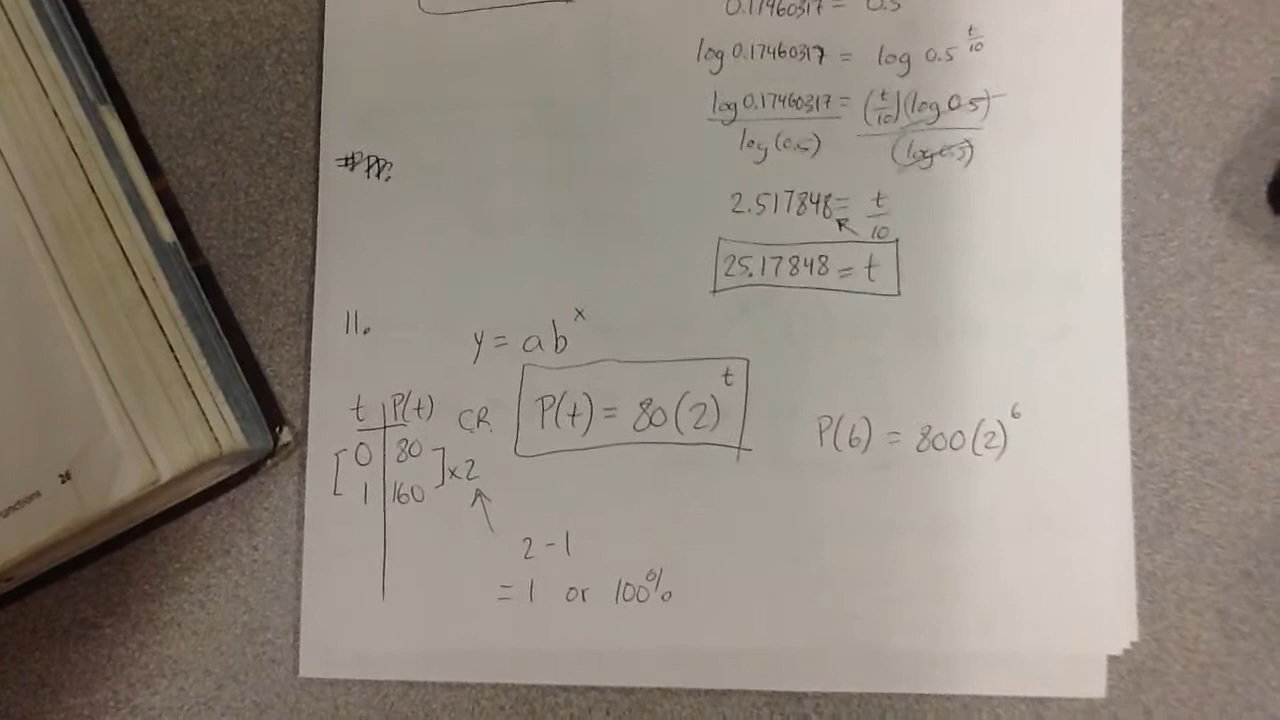 0.17460317 = 0.5
log 0.17460317 = log 0.5^(t/10)
log 0.17460317 = (t/10)(log 0.5)
log(0.5) (log 0.5)
2.517848 = t/10
25.17848 = t
11.
y = ab^x
t P(t)
0 80
1 160
×2
P(t) = 80(2)^t
P(6) = 800(2)^6
2 - 1
= 1 or 100%
unctions 26